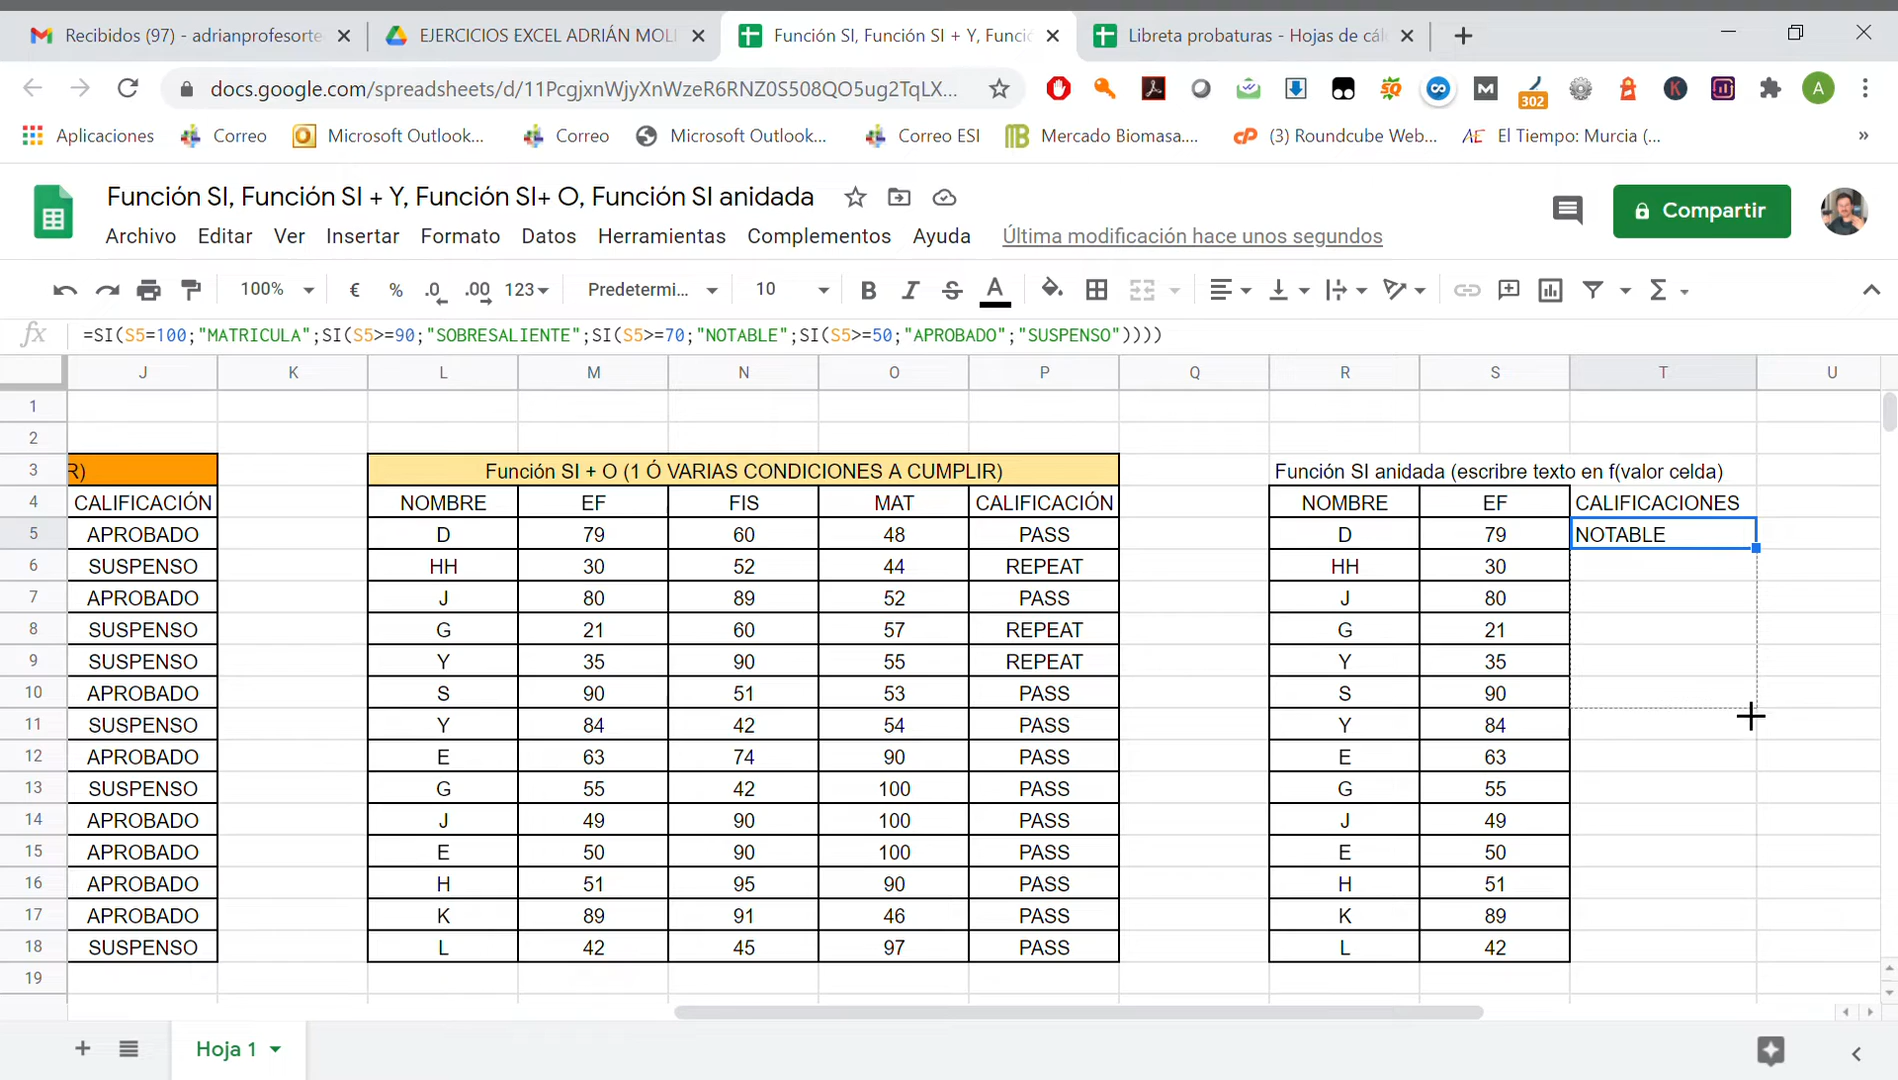 Recibidos (97) - adrianprofesorte
EJERCICIOS EXCEL ADRIÁN MOLI
Función SI, Función SI + Y, Funció
Libreta probaturas - Hojas de cál
docs.google.com/spreadsheets/d/11PcgjxnWjyXnWzeR6RNZ0S508QO5ug2TqLX...
302
A
Aplicaciones
Correo
Microsoft Outlook...
Correo
Microsoft Outlook...
Correo ESI
Mercado Biomasa....
(3) Roundcube Web...
El Tiempo: Murcia (...
Función SI, Función SI + Y, Función SI+ O, Función SI anidada
Compartir
Archivo Editar Ver Insertar Formato Datos Herramientas Complementos Ayuda Última modificación hace unos segundos
100% € % .0 .00 123 Predetermi... 10 B I S A Σ
fx =SI(S5=100;"MATRICULA";SI(S5>=90;"SOBRESALIENTE";SI(S5>=70;"NOTABLE";SI(S5>=50;"APROBADO";"SUSPENSO"))))
J K L M N O P Q R S T U
1
2
3 R) Función SI + O (1 Ó VARIAS CONDICIONES A CUMPLIR) Función SI anidada (escribre texto en f(valor celda)
4 CALIFICACIÓN NOMBRE EF FIS MAT CALIFICACIÓN NOMBRE EF CALIFICACIONES
5 APROBADO D 79 60 48 PASS D 79 NOTABLE
6 SUSPENSO HH 30 52 44 REPEAT HH 30
7 APROBADO J 80 89 52 PASS J 80
8 SUSPENSO G 21 60 57 REPEAT G 21
9 SUSPENSO Y 35 90 55 REPEAT Y 35
10 APROBADO S 90 51 53 PASS S 90
11 SUSPENSO Y 84 42 54 PASS Y 84
12 APROBADO E 63 74 90 PASS E 63
13 SUSPENSO G 55 42 100 PASS G 55
14 APROBADO J 49 90 100 PASS J 49
15 APROBADO E 50 90 100 PASS E 50
16 APROBADO H 51 95 90 PASS H 51
17 APROBADO K 89 91 46 PASS K 89
18 SUSPENSO L 42 45 97 PASS L 42
19
Hoja 1